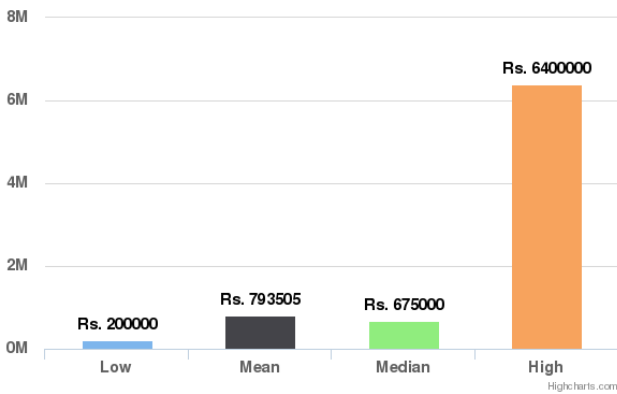 8M
Rs. 6400000
6M
4M
2M
Rs. 793505
Rs. 675000
Rs. 200000
0M
Low
Mean
Median
High
Highcharts.com